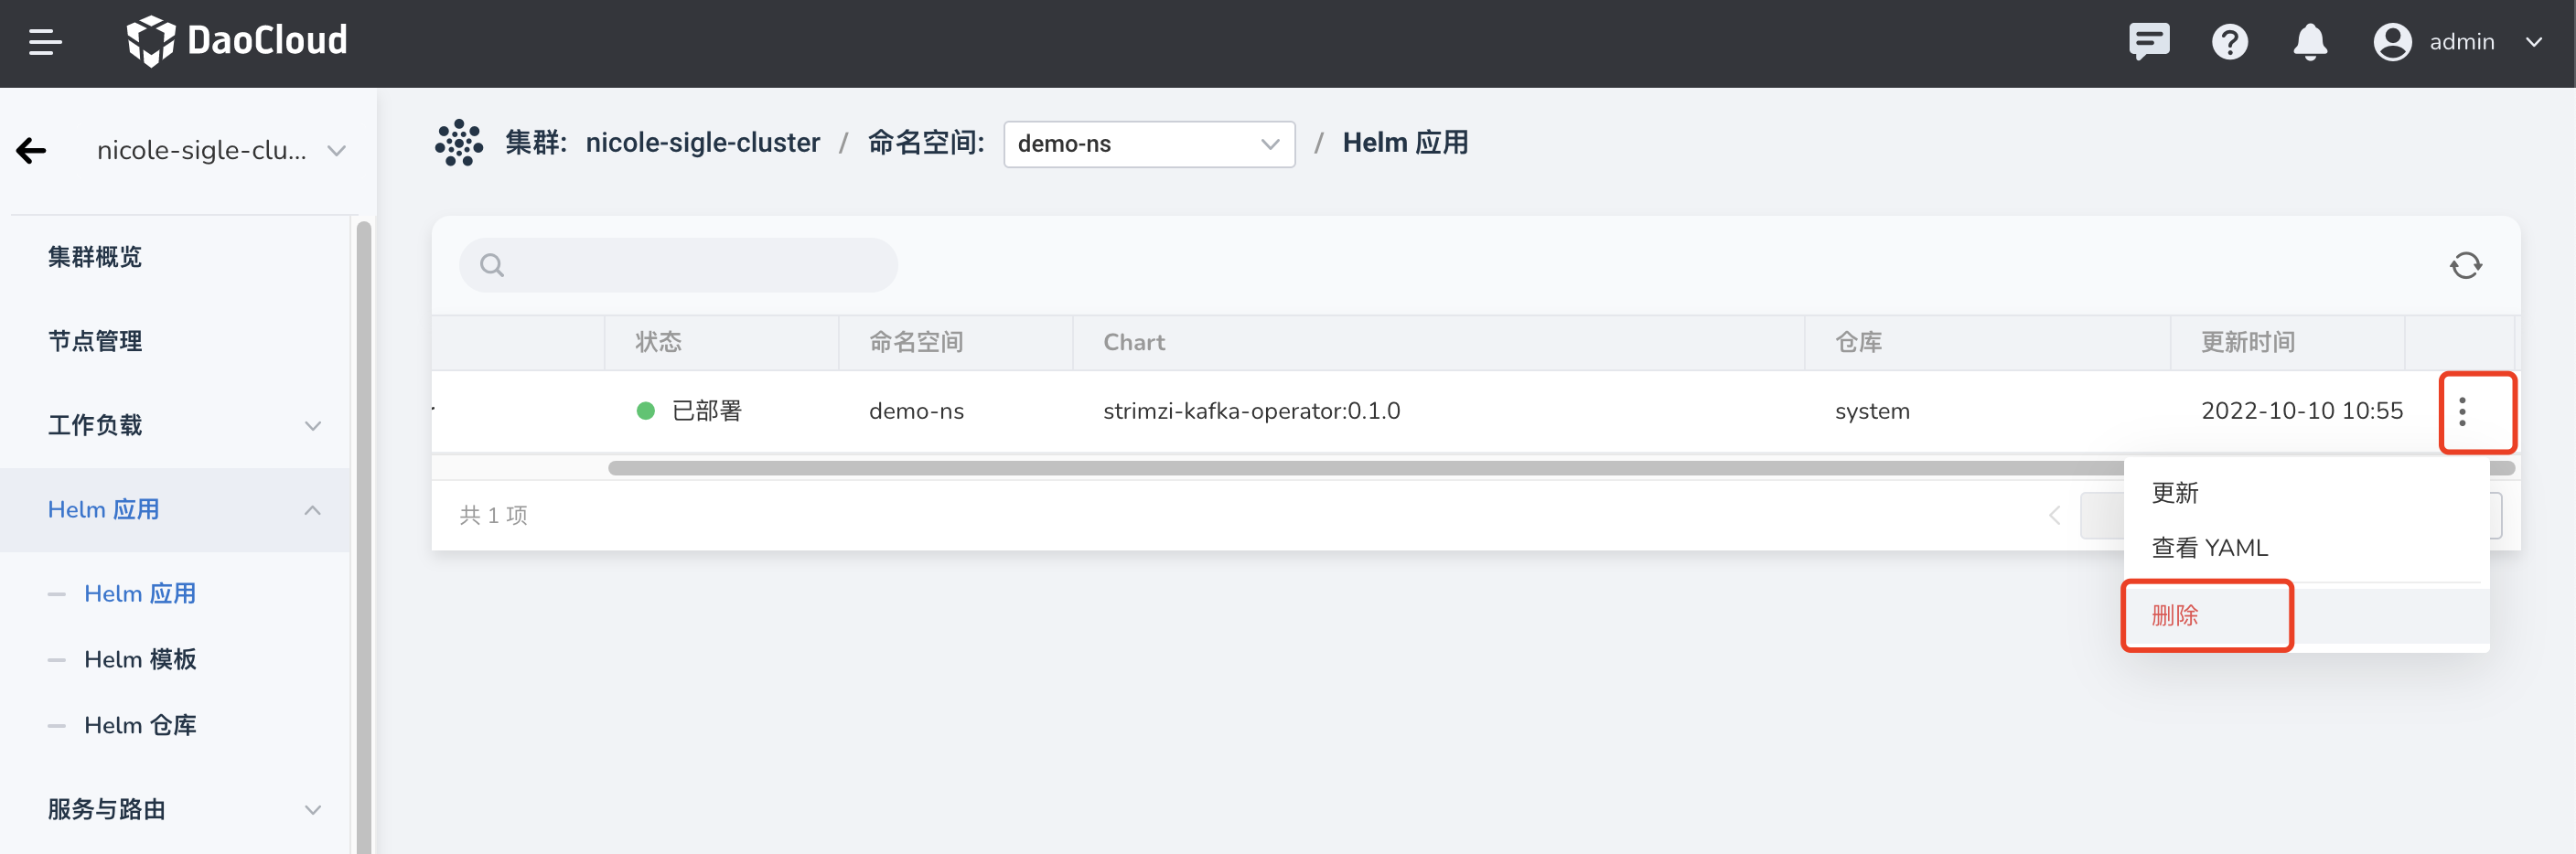 DaoCloud
admin
nicole-sigle-clu...
集群: nicole-sigle-cluster / 命名空间: demo-ns / Helm 应用
集群概览
节点管理
工作负载
Helm 应用
Helm 应用
Helm 模板
Helm 仓库
服务与路由
状态 命名空间 Chart 仓库 更新时间
已部署 demo-ns strimzi-kafka-operator:0.1.0 system 2022-10-10 10:55
共 1 项
更新
查看 YAML
删除